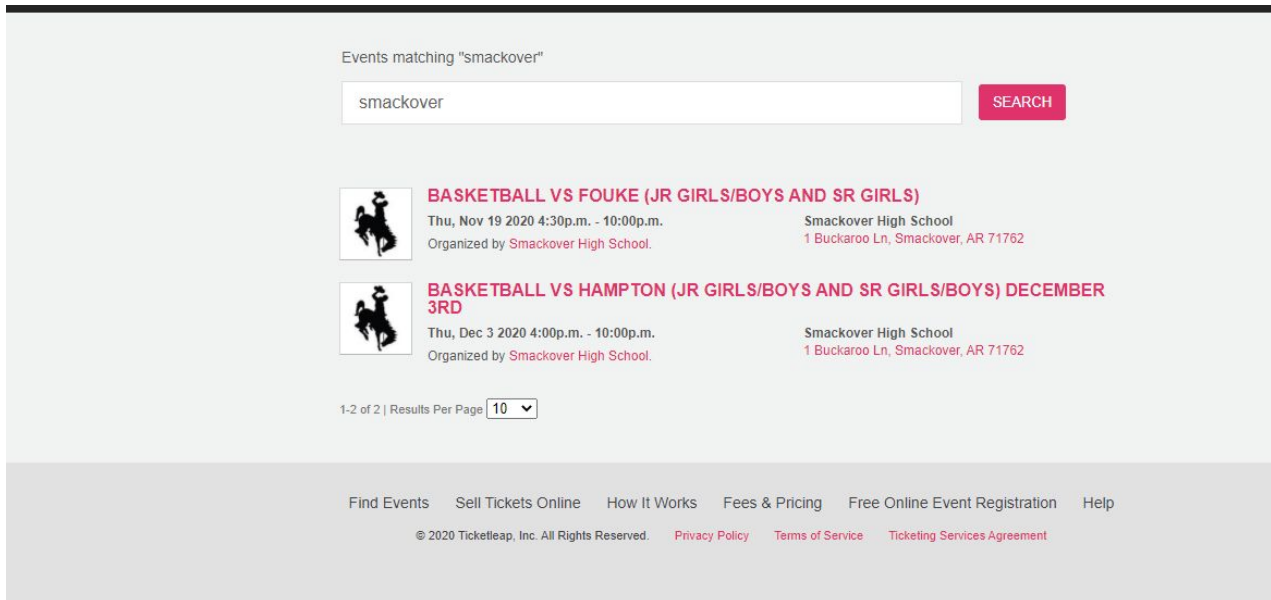 Events matching "smackover"
smackover
SEARCH
BASKETBALL VS FOUKE (JR GIRLS/BOYS AND SR GIRLS)
Thu, Nov 19 2020 4:30p.m. - 10:00p.m.
Smackover High School
Organized by Smackover High School.
1 Buckaroo Ln, Smackover, AR 71762
BASKETBALL VS HAMPTON (JR GIRLS/BOYS AND SR GIRLS/BOYS) DECEMBER
3RD
Thu, Dec 3 2020 4:00p.m. - 10:00p.m.
Smackover High School
Organized by Smackover High School.
1 Buckaroo Ln, Smackover, AR 71762
1-2 of 2 | Results Per Page 10
Find Events Sell Tickets Online How It Works Fees & Pricing Free Online Event Registration Help
© 2020 Ticketleap, Inc. All Rights Reserved. Privacy Policy Terms of Service Ticketing Services Agreement